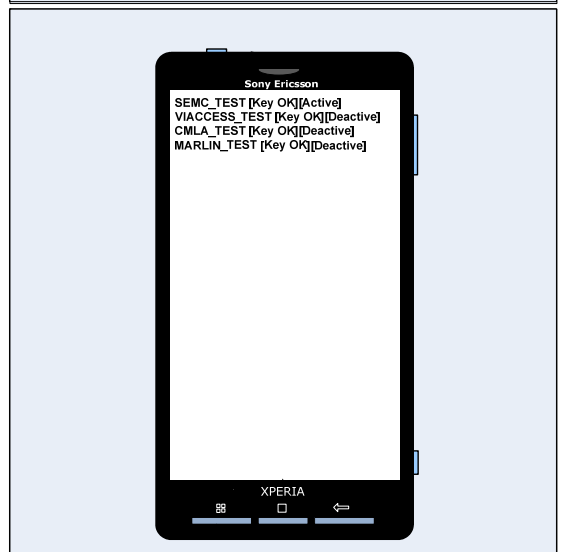 Sony Ericsson
SEMC_TEST [Key OK][Active]
VIACCESS_TEST [Key OK][Deactive]
CMLA_TEST [Key OK][Deactive]
MARLIN_TEST [Key OK][Deactive]
XPERIA